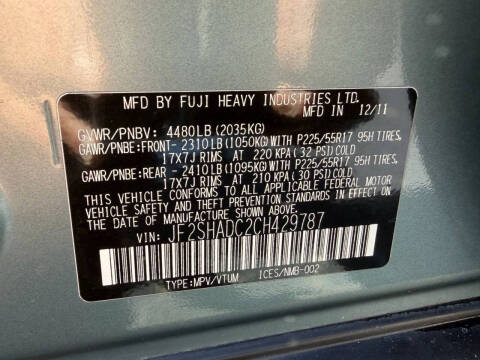 MFD BY FUJI HEAVY INDUSTRIES LTD.
MFD IN 12/11
GVWR/PNBV: 4480LB(2035KG)
GAWR/PNBE:FRONT- 2310LB(1050KG)WITH P225/55R17 95H TIRES,
17X7J RIMS AT 220 KPA(32 PSI)COLD
GAWR/PNBE:REAR - 2410LB(1095KG)WITH P225/55R17 95H TIRES,
17X7J RIMS AT 210 KPA(30 PSI)COLD
THIS VEHICLE CONFORMS TO ALL APPLICABLE FEDERAL MOTOR
VEHICLE SAFETY AND THEFT PREVENTION STANDARDS IN EFFECT ON
THE DATE OF MANUFACTURE SHOWN ABOVE.
VIN: JF2SHADC2CH429787
TYPE:MPV/VTUM ICES/NMB-002